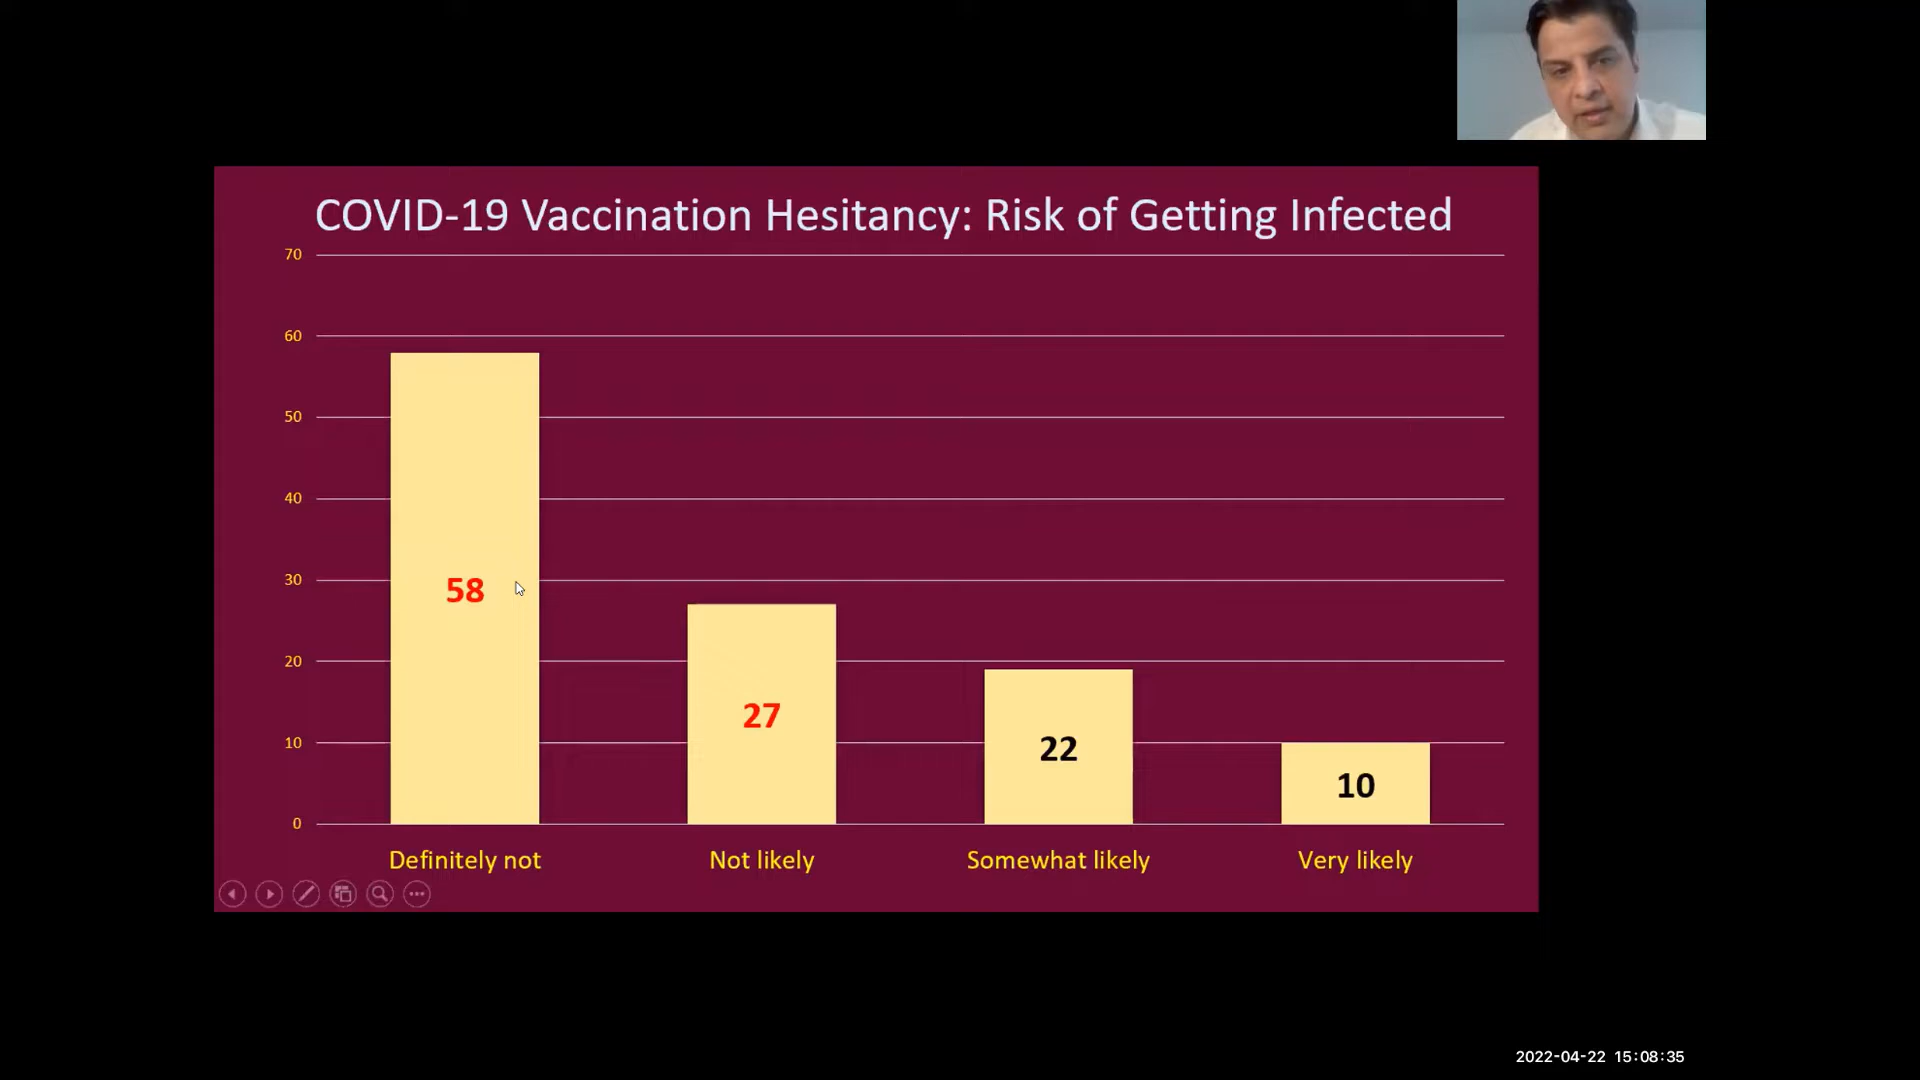 COVID-19 Vaccination Hesitancy: Risk of Getting Infected
70
60
50
40
30
20
10
0
58
27
22
10
Definitely not
Not likely
Somewhat likely
Very likely
2022-04-22 15:08:35